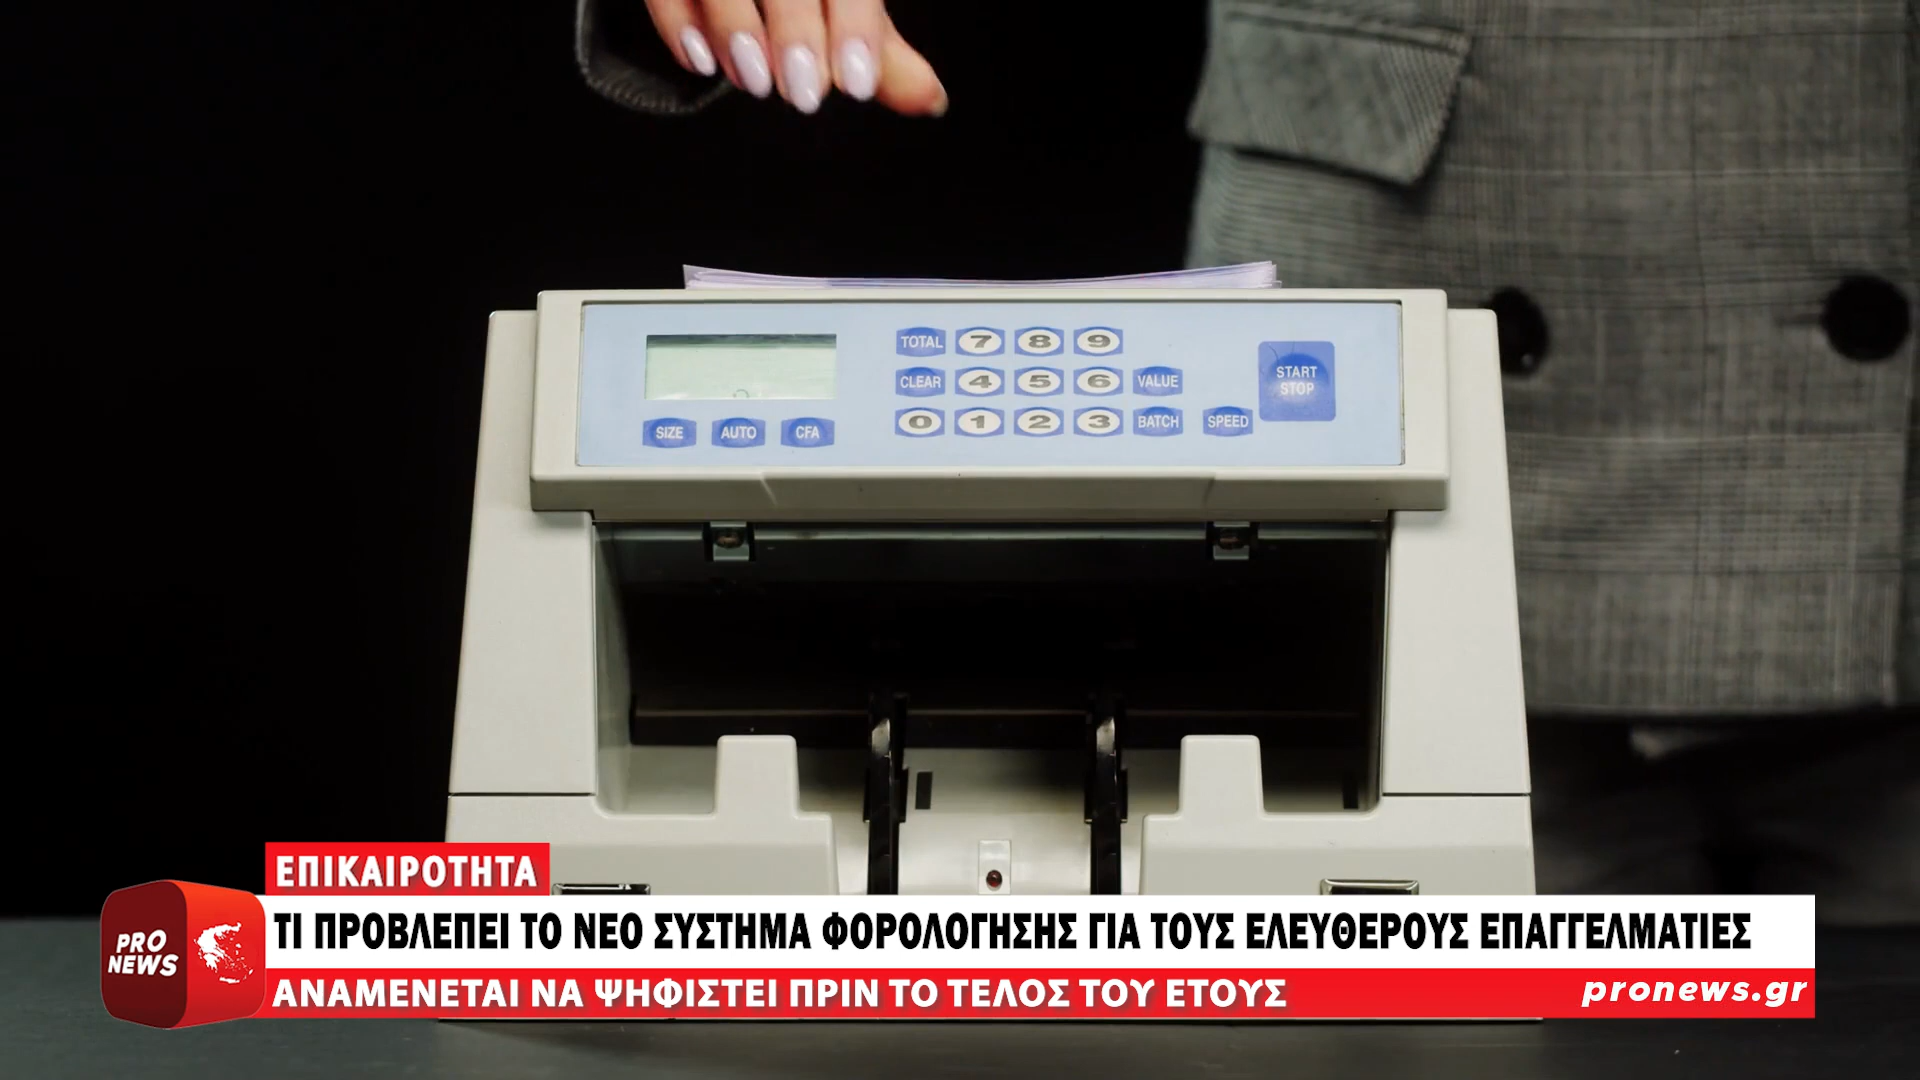 TOTAL 7 8 9
START
STOP
CLEAR 4 5 6 VALUE
SIZE AUTO CFA
0 1 2 3 BATCH SPEED
ΕΠΙΚΑΙΡΟΤΗΤΑ
PRO
NEWS
ΤΙ ΠΡΟΒΛΕΠΕΙ ΤΟ ΝΕΟ ΣΥΣΤΗΜΑ ΦΟΡΟΛΟΓΗΣΗΣ ΓΙΑ ΤΟΥΣ ΕΛΕΥΘΕΡΟΥΣ ΕΠΑΓΓΕΛΜΑΤΙΕΣ
ΑΝΑΜΕΝΕΤΑΙ ΝΑ ΨΗΦΙΣΤΕΙ ΠΡΙΝ ΤΟ ΤΕΛΟΣ ΤΟΥ ΕΤΟΥΣ
pronews.gr